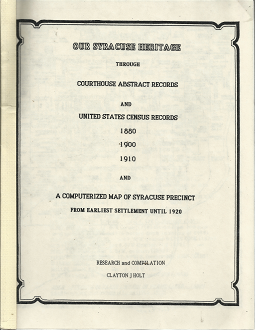 OUR SYRACUSE HERITAGE
THROUGH
COURTHOUSE ABSTRACT RECORDS
AND
UNITED STATES CENSUS RECORDS
1880
1900
1910
AND
A COMPUTERIZED MAP OF SYRACUSE PRECINCT
FROM EARLIEST SETTLEMENT UNTIL 1920
RESEARCH and COMPILATION
CLAYTON J HOLT